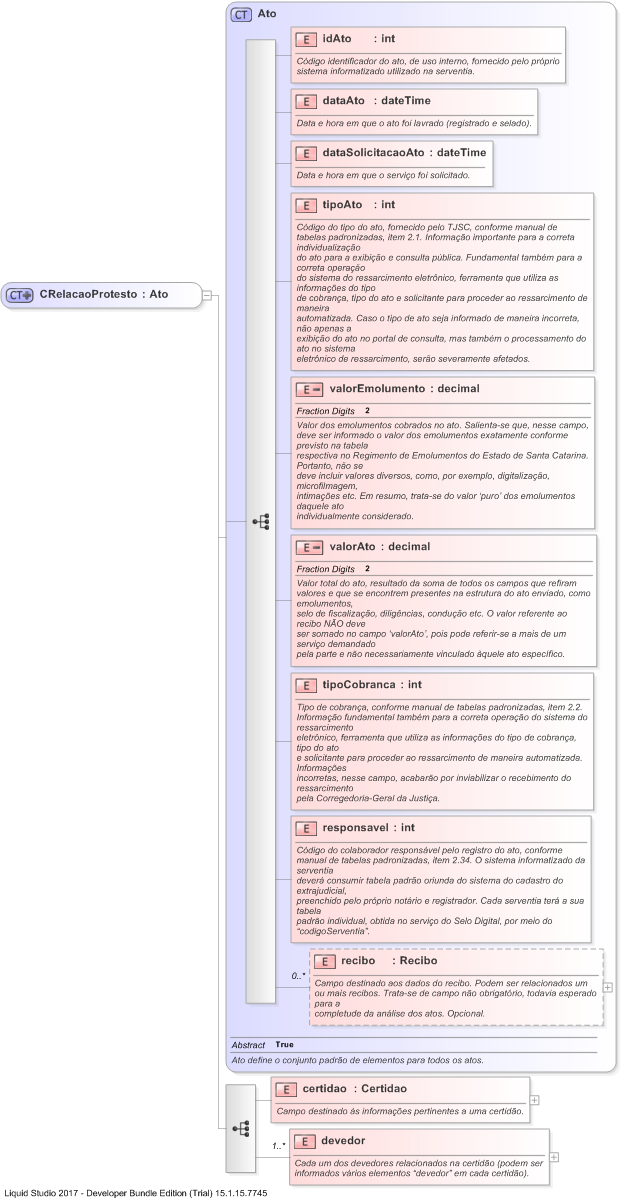 CT Ato
E idAto : int
Código identificador do ato, de uso interno, fornecido pelo próprio
sistema informatizado utilizado na serventia.
E dataAto : dateTime
Data e hora em que o ato foi lavrado (registrado e selado).
E dataSolicitacaoAto : dateTime
Data e hora em que o serviço foi solicitado.
E tipoAto : int
Código do tipo do ato, fornecido pelo TJSC, conforme manual de
tabelas padronizadas, item 2.1. Informação importante para a correta
individualização
do ato para a exibição e consulta pública. Fundamental também para a
correta operação
do sistema do ressarcimento eletrônico, ferramenta que utiliza as
informações do tipo
de cobrança, tipo do ato e solicitante para proceder ao ressarcimento de
maneira
automatizada. Caso o tipo de ato seja informado de maneira incorreta,
não apenas a
exibição do ato no portal de consulta, mas também o processamento do
ato no sistema
eletrônico de ressarcimento, serão severamente afetados.
CT CRelacaoProtesto : Ato
E valorEmolumento : decimal
Fraction Digits 2
Valor dos emolumentos cobrados no ato. Salienta-se que, nesse campo,
deve ser informado o valor dos emolumentos exatamente conforme
previsto na tabela
respectiva no Regimento de Emolumentos do Estado de Santa Catarina.
Portanto, não se
deve incluir valores diversos, como, por exemplo, digitalização,
microfilmagem,
intimações etc. Em resumo, trata-se do valor ‘puro’ dos emolumentos
daquele ato
individualmente considerado.
E valorAto : decimal
Fraction Digits 2
Valor total do ato, resultado da soma de todos os campos que refiram
valores e que se encontrem presentes na estrutura do ato enviado, como
emolumentos,
selo de fiscalização, diligências, condução etc. O valor referente ao
recibo NÃO deve
ser somado no campo ‘valorAto’, pois pode referir-se a mais de um
serviço demandado
pela parte e não necessariamente vinculado àquele ato específico.
E tipoCobranca : int
Tipo de cobrança, conforme manual de tabelas padronizadas, item 2.2.
Informação fundamental também para a correta operação do sistema do
ressarcimento
eletrônico, ferramenta que utiliza as informações do tipo de cobrança,
tipo do ato
e solicitante para proceder ao ressarcimento de maneira automatizada.
Informações
incorretas, nesse campo, acabarão por inviabilizar o recebimento do
ressarcimento
pela Corregedoria-Geral da Justiça.
E responsavel : int
Código do colaborador responsável pelo registro do ato, conforme
manual de tabelas padronizadas, item 2.34. O sistema informatizado da
serventia
deverá consumir tabela padrão oriunda do sistema do cadastro do
extrajudicial,
preenchido pelo próprio notário e registrador. Cada serventia terá a sua
tabela
padrão individual, obtida no serviço do Selo Digital, por meio do
“codigoServentia”.
E recibo : Recibo
0..*
Campo destinado aos dados do recibo. Podem ser relacionados um
ou mais recibos. Trata-se de campo não obrigatório, todavia esperado
para a
completude da análise dos atos. Opcional.
Abstract True
Ato define o conjunto padrão de elementos para todos os atos.
E certidao : Certidao
Campo destinado às informações pertinentes a uma certidão.
E devedor
1..*
Cada um dos devedores relacionados na certidão (podem ser
informados vários elementos “devedor” em cada certidão).
Liquid Studio 2017 - Developer Bundle Edition (Trial) 15.1.15.7745